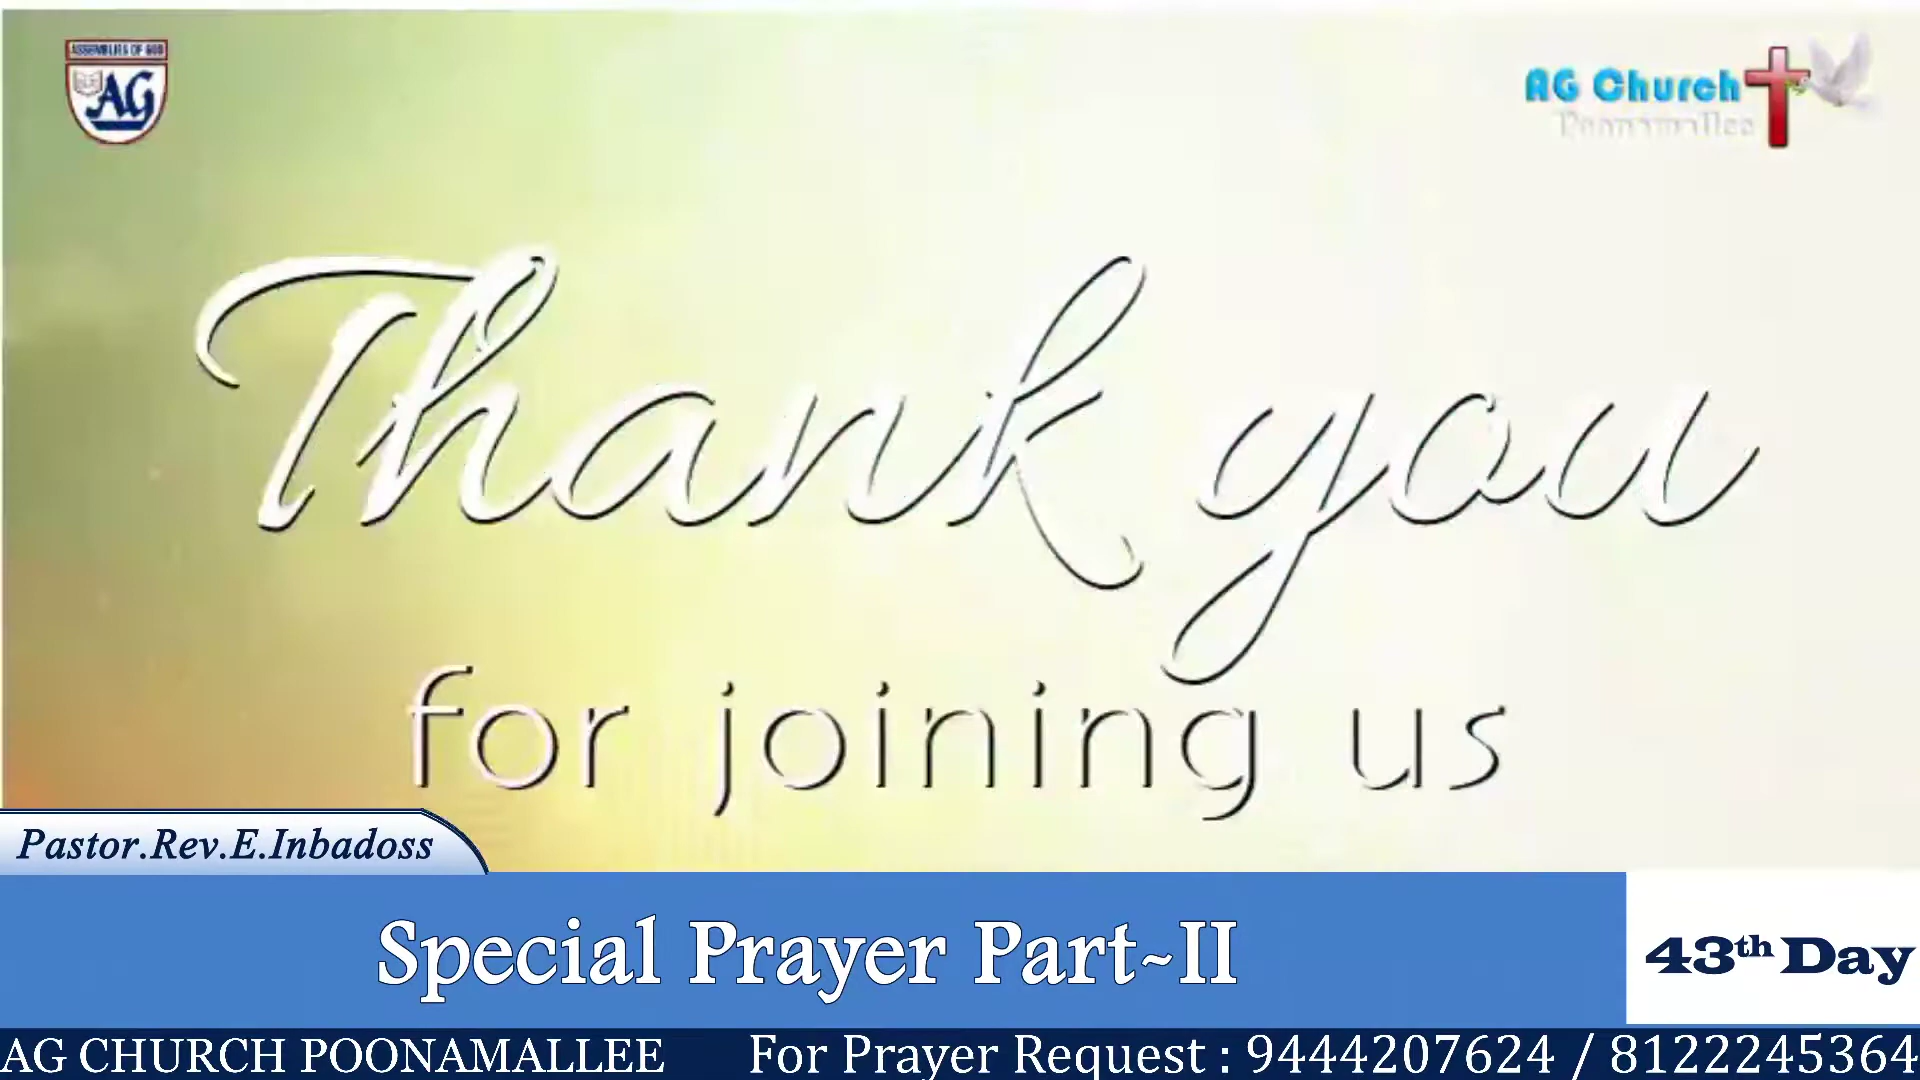 ASSEMBLIES OF GOD
AG
AG Church
Poonamallee
Thank you
for joining us
Pastor.Rev.E.Inbadoss
Special Prayer Part-II
43th Day
AG CHURCH POONAMALLEE For Prayer Request : 9444207624 / 8122245364